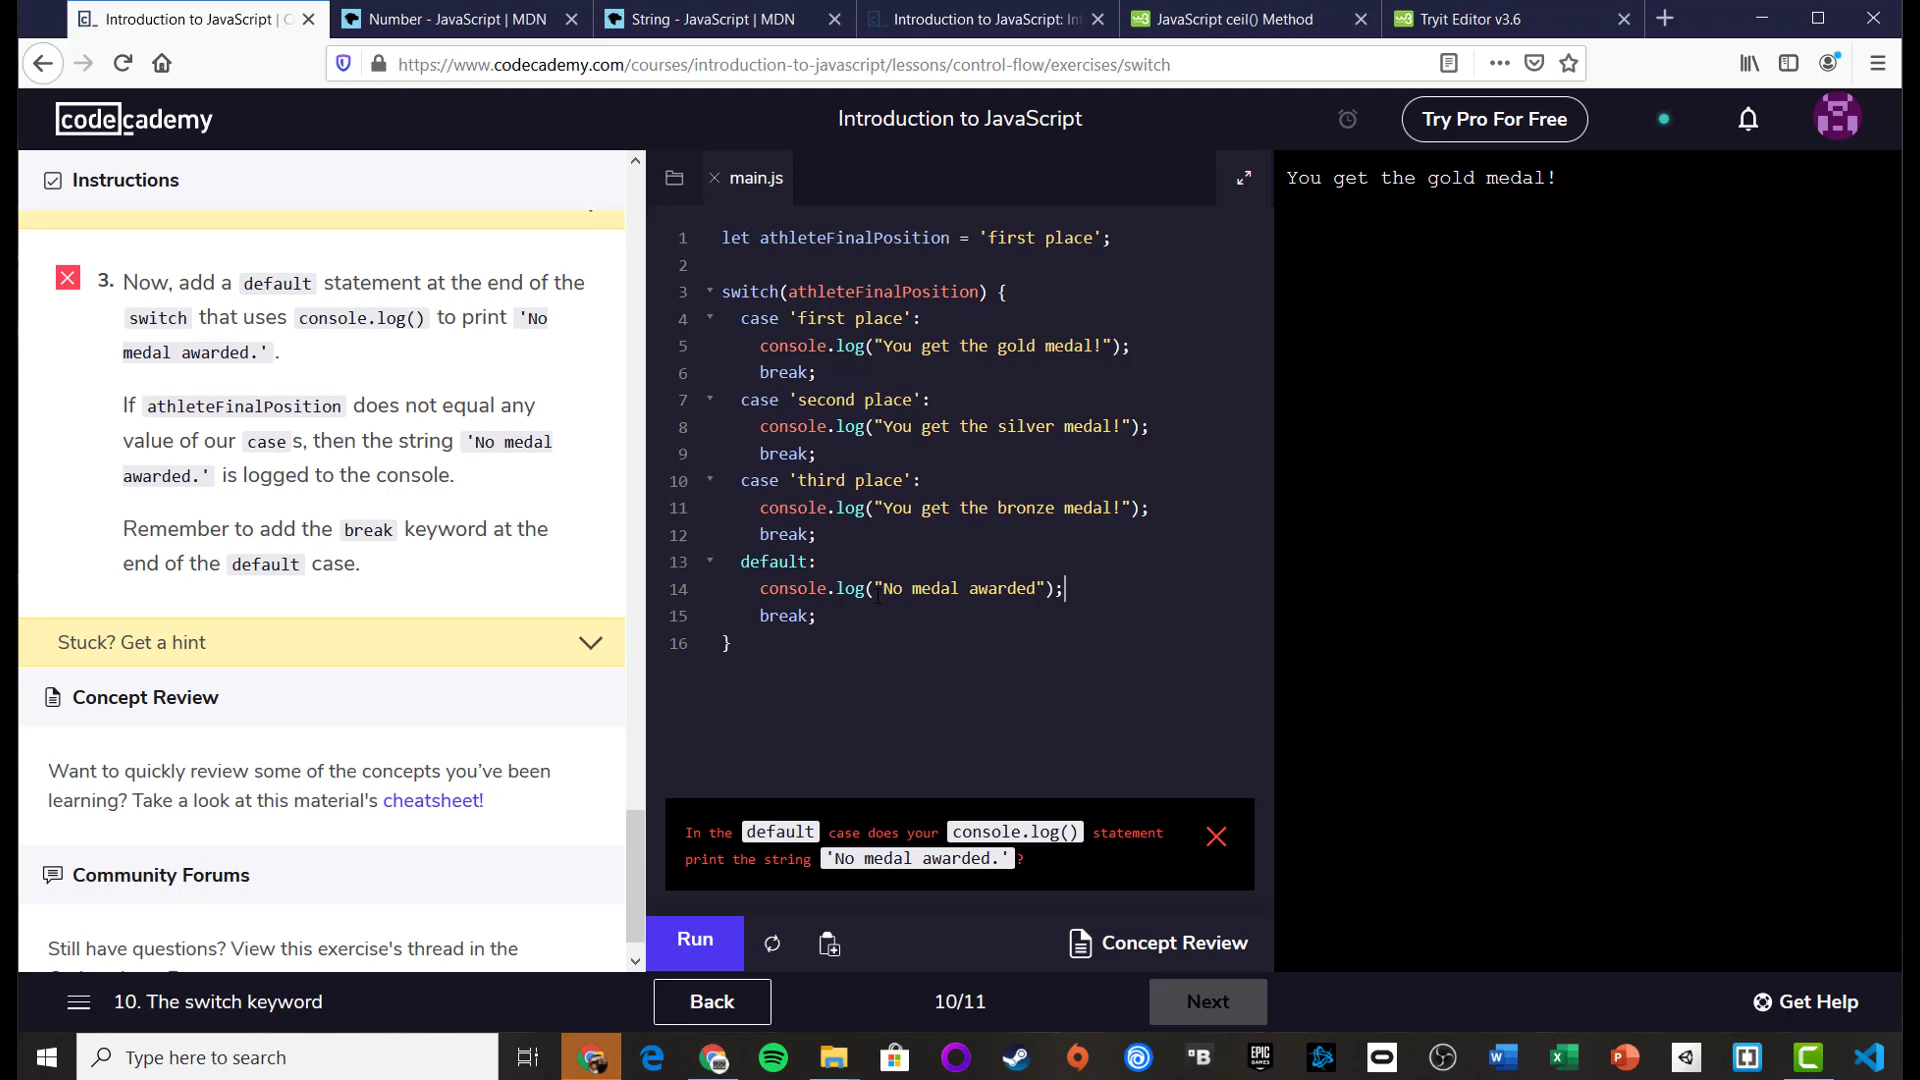 Introduction to JavaScript | C
Number - JavaScript | MDN
String - JavaScript | MDN
Introduction to JavaScript: In
JavaScript ceil() Method
Tryit Editor v3.6
https://www.codecademy.com/courses/introduction-to-javascript/lessons/control-flow/exercises/switch
codecademy
Introduction to JavaScript
Try Pro For Free
Instructions
3. Now, add a default statement at the end of the
switch that uses console.log() to print 'No
medal awarded.'.
If athleteFinalPosition does not equal any
value of our cases, then the string 'No medal
awarded.' is logged to the console.
Remember to add the break keyword at the
end of the default case.
Stuck? Get a hint
Concept Review
Want to quickly review some of the concepts you've been
learning? Take a look at this material's cheatsheet!
Community Forums
Still have questions? View this exercise's thread in the
main.js
1 let athleteFinalPosition = 'first place';
2
3 switch(athleteFinalPosition) {
4 case 'first place':
5 console.log("You get the gold medal!");
6 break;
7 case 'second place':
8 console.log("You get the silver medal!");
9 break;
10 case 'third place':
11 console.log("You get the bronze medal!");
12 break;
13 default:
14 console.log("No medal awarded");
15 break;
16 }
In the default case does your console.log() statement
print the string 'No medal awarded.'?
Run
Concept Review
You get the gold medal!
10. The switch keyword
Back
10/11
Next
Get Help
Type here to search
B
EPIC
GAMES